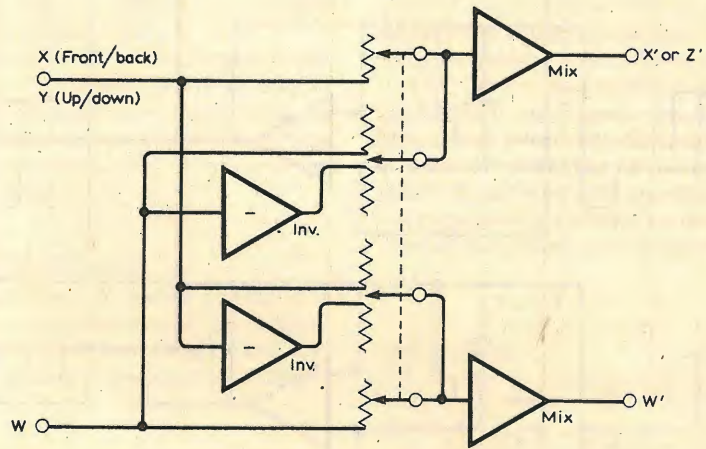 X (Front/back)
Y (Up/down)
Mix
X' or Z'
-
Inv.
-
Inv.
W
Mix
W'